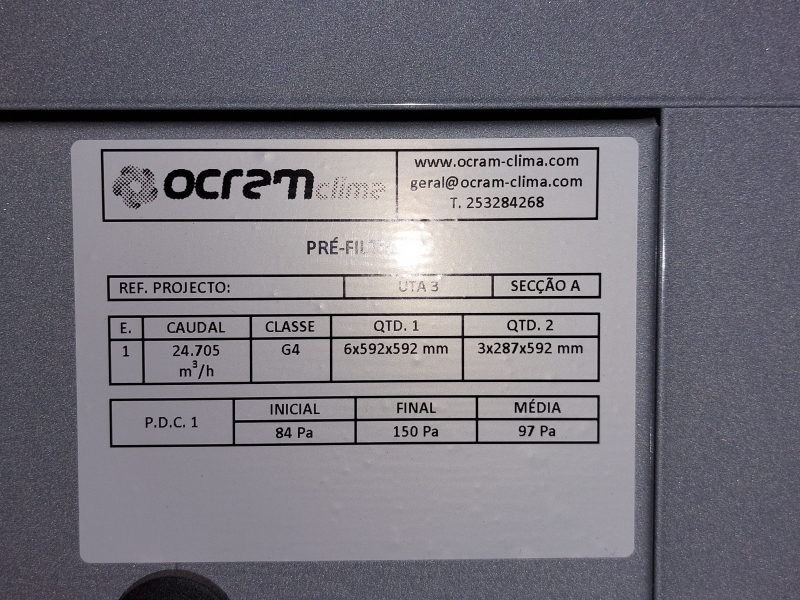 ocram clima
www.ocram-clima.com
geral@ocram-clima.com
T. 253284268
REF. PROJECTO: UTA 3 SECÇÃO A
E. CAUDAL CLASSE QTD. 1 QTD. 2
1 24.705 m³/h G4 6x592x592 mm 3x287x592 mm
P.D.C. 1
INICIAL FINAL MÉDIA
84 Pa 150 Pa 97 Pa